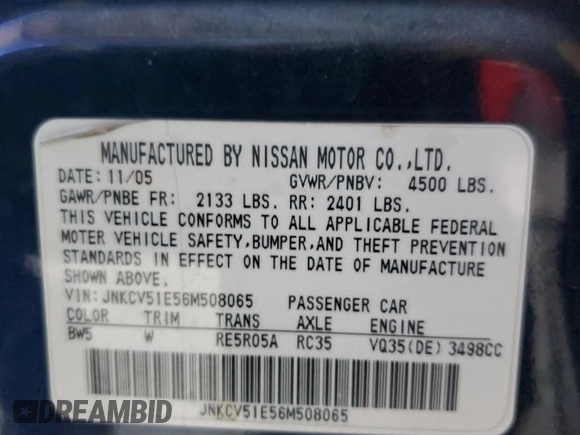 MANUFACTURED BY NISSAN MOTOR CO.,LTD.
DATE: 11/05 GVWR/PNBV: 4500 LBS.
GAWR/PNBE FR: 2133 LBS. RR: 2401 LBS.
THIS VEHICLE CONFORMS TO ALL APPLICABLE FEDERAL
MOTER VEHICLE SAFETY,BUMPER,AND THEFT PREVENTION
STANDARDS IN EFFECT ON THE DATE OF MANUFACTURE
SHOWN ABOVE.
VIN: JNKCV51E56M508065 PASSENGER CAR
COLOR TRIM TRANS AXLE ENGINE
BW5 W RE5R05A RC35 VQ35(DE) 3498CC
JNKCV51E56M508065
EPICVIN